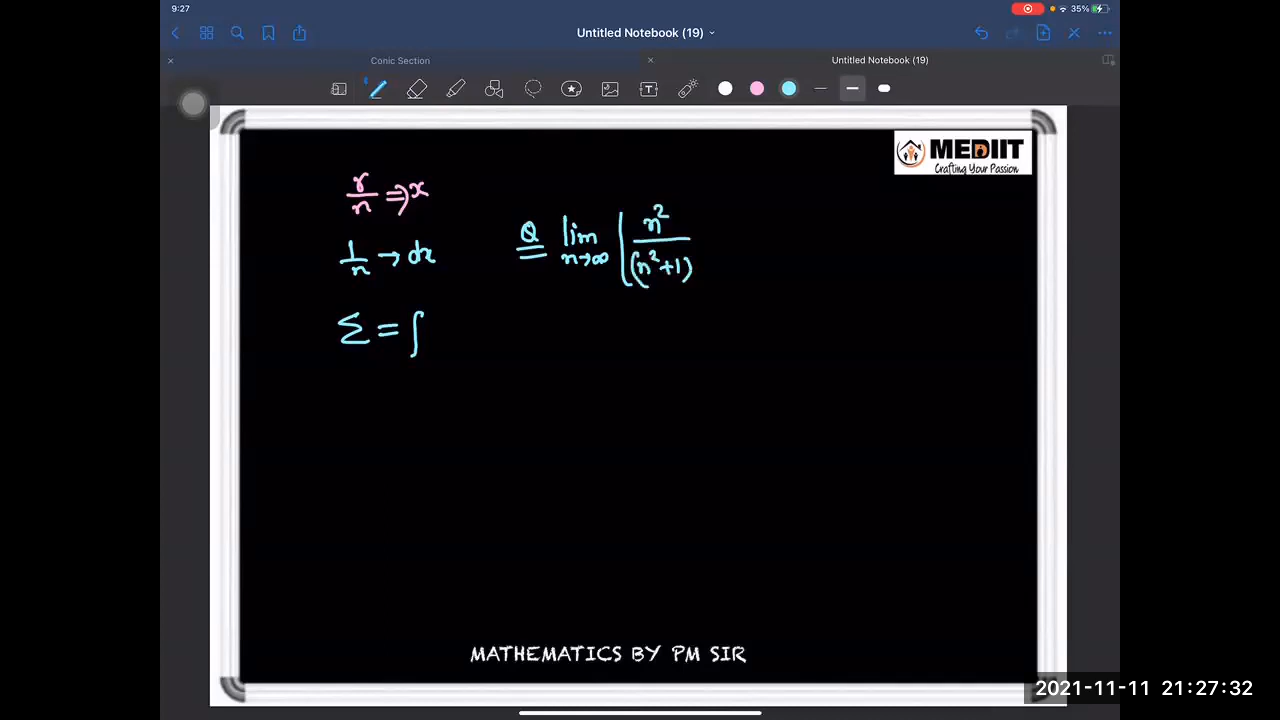 9:27
35%
Untitled Notebook (19)
Conic Section
Untitled Notebook (19)
MEDIIT
Crafting Your Passion
r/n ⇒ x
1/n → dx
Σ = ∫
Q lim n→∞ [ n²/(n²+1)
MATHEMATICS BY PM SIR
2021-11-11 21:27:32